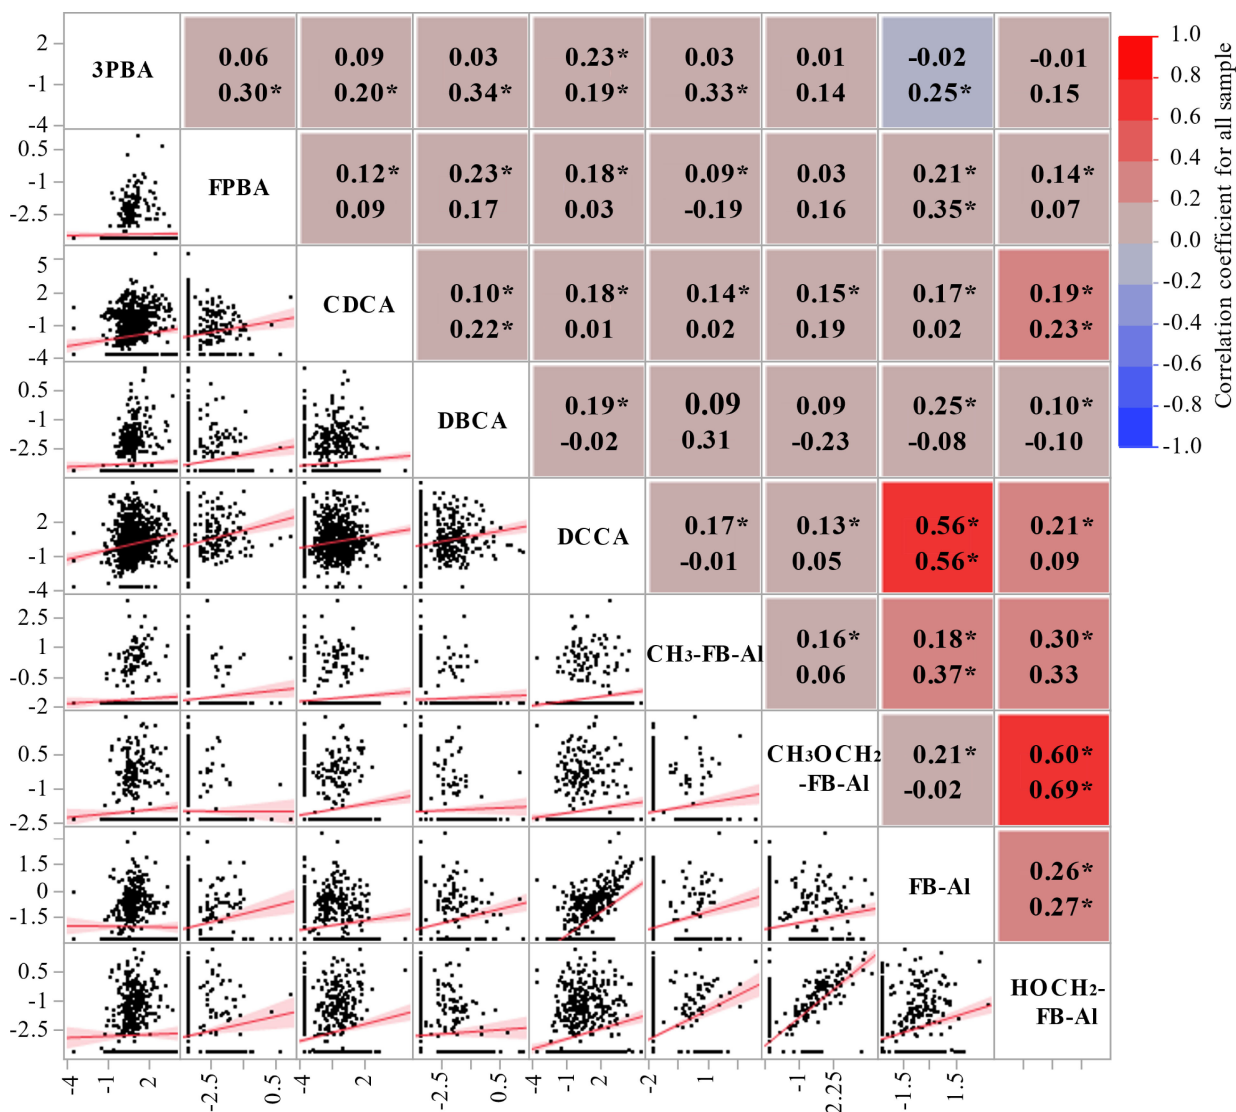 3PBA 0.06 0.09 0.03 0.23* 0.03 0.01 -0.02 -0.01
0.30* 0.20* 0.34* 0.19* 0.33* 0.14 0.25* 0.15
2
-1
-4
FPBA 0.12* 0.23* 0.18* 0.09* 0.03 0.21* 0.14*
0.09 0.17 0.03 -0.19 0.16 0.35* 0.07
0.5
-1
-2.5
CDCA 0.10* 0.18* 0.14* 0.15* 0.17* 0.19*
0.22* 0.01 0.02 0.19 0.02 0.23*
5
2
-1
-4
DBCA 0.19* 0.09 0.09 0.25* 0.10*
-0.02 0.31 -0.23 -0.08 -0.10
0.5
-1
-2.5
DCCA 0.17* 0.13* 0.56* 0.21*
-0.01 0.05 0.56* 0.09
2
-1
-4
CH3-FB-Al 0.16* 0.18* 0.30*
0.06 0.37* 0.33
2.5
1
-0.5
-2
CH3OCH2 0.21* 0.60*
-FB-Al -0.02 0.69*
0.5
-1
-2.5
FB-Al 0.26*
0.27*
1.5
0
-1.5
HOCH2-
FB-Al
0.5
-1
-2.5
-4 -1 2 -2.5 0.5 -4 2 -2.5 0.5 -4 -1 2 -2 1 -1 2.25 -1.5 1.5
1.0
0.8
0.6
0.4
0.2
0.0
-0.2
-0.4
-0.6
-0.8
-1.0
Correlation coefficient for all sample